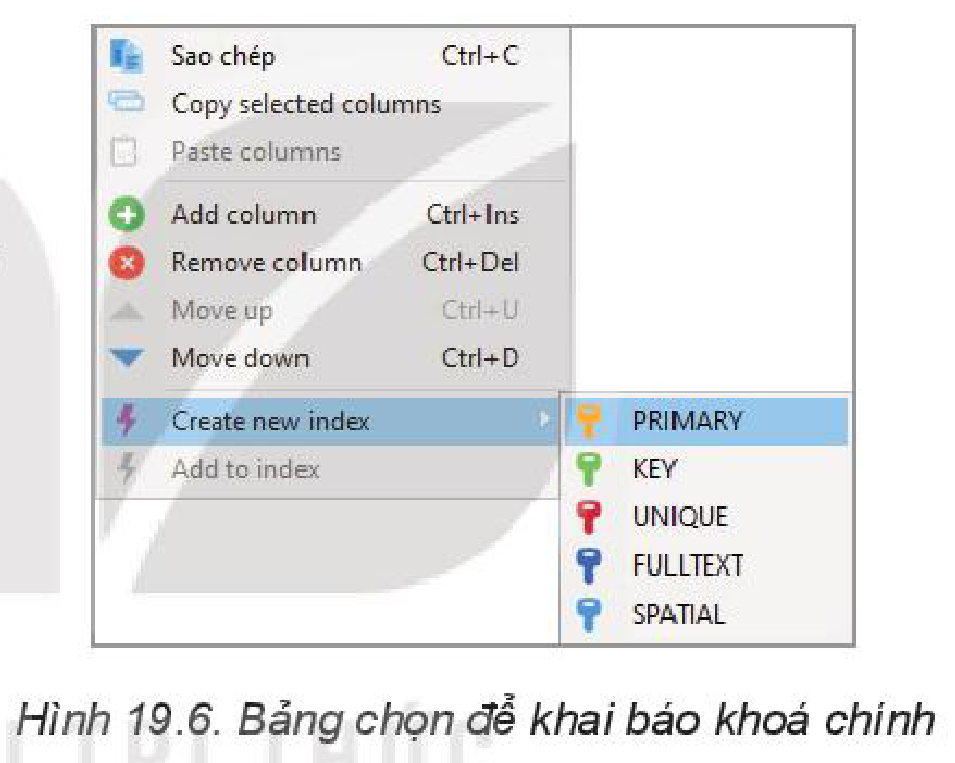 Sao chép Ctrl+C
Copy selected columns
Paste columns
Add column Ctrl+Ins
Remove column Ctrl+Del
Move up Ctrl+U
Move down Ctrl+D
Create new index
Add to index
PRIMARY
KEY
UNIQUE
FULLTEXT
SPATIAL
Hình 19.6. Bảng chọn để khai báo khoá chính